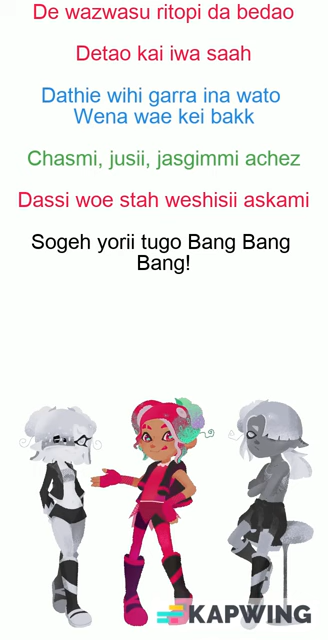 De wazwasu ritopi da bedao
Detao kai iwa saah
Dathie wihi garra ina wato
Wena wae kei bakk
Chasmi, jusii, jasgimmi achez
Dassi woe stah weshisii askami
Sogeh yorii tugo Bang Bang
Bang!
KAPWING